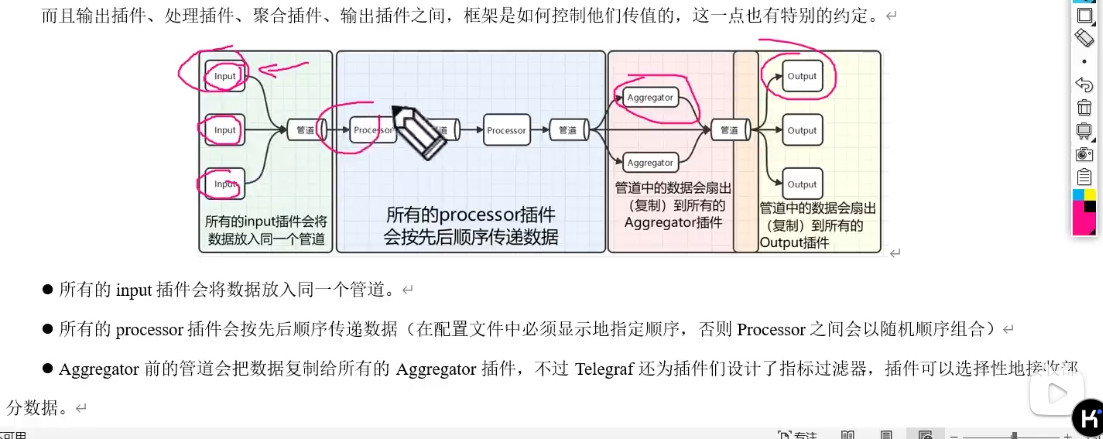 而且输出插件、处理插件、聚合插件、输出插件之间，框架是如何控制他们传值的，这一点也有特别的约定。
Input
Input
Input
管道
Processor
道
Processor
管道
Aggregator
Aggregator
管道
Output
Output
Output
所有的input插件会将
数据放入同一个管道
所有的processor插件
会按先后顺序传递数据
管道中的数据会扇出
（复制）到所有的
Aggregator插件
管道中的数据会扇出
（复制）到所有的
Output插件
● 所有的 input 插件会将数据放入同一个管道。
● 所有的 processor 插件会按先后顺序传递数据（在配置文件中必须显示地指定顺序，否则 Processor 之间会以随机顺序组合）
● Aggregator 前的管道会把数据复制给所有的 Aggregator 插件，不过 Telegraf 还为插件们设计了指标过滤器，插件可以选择性地接收部
分数据。
不可用
专注